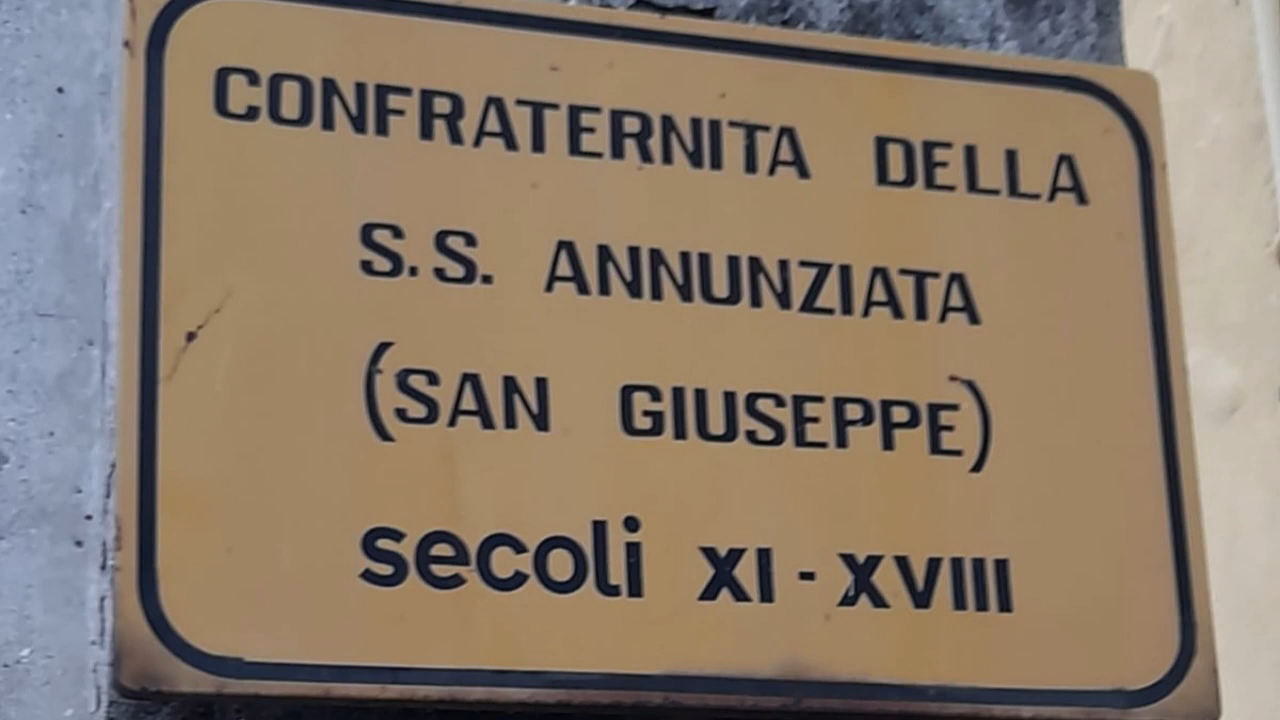 CONFRATERNITA DELLA
S.S. ANNUNZIATA
(SAN GIUSEPPE)
secoli XI-XVIII